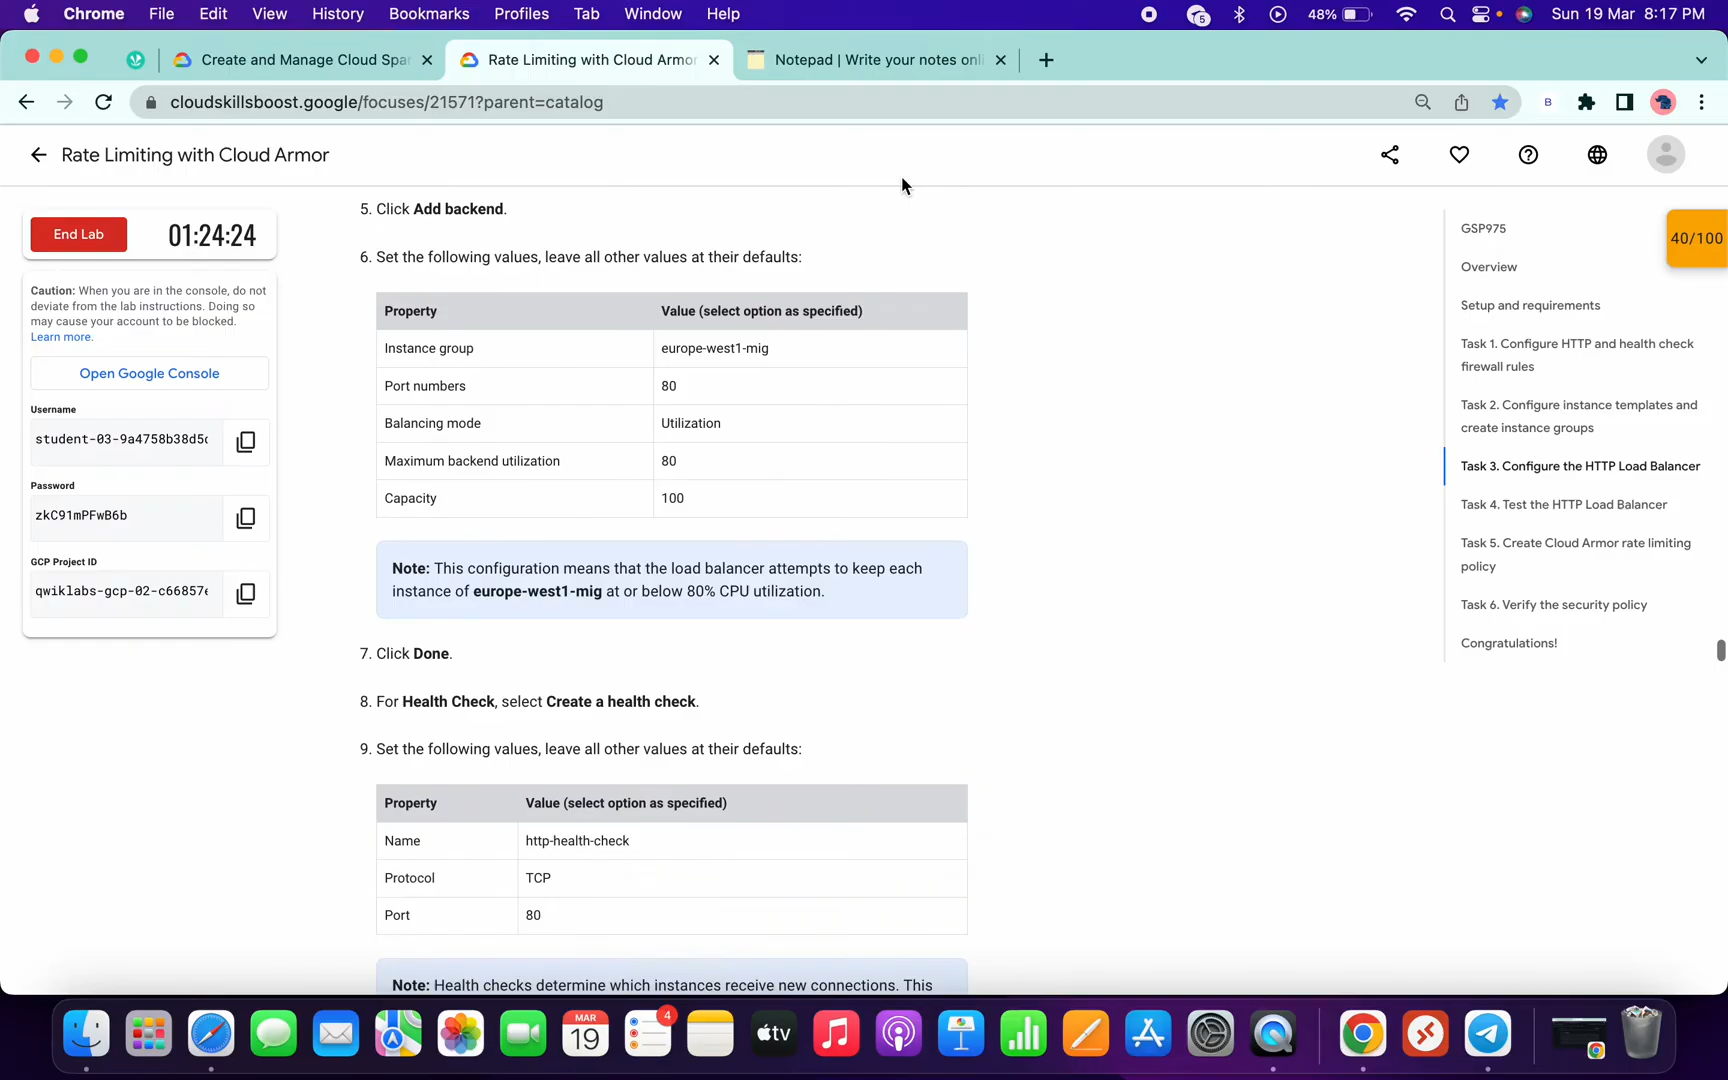 Chrome File Edit View History Bookmarks Profiles Tab Window Help 5 48% Sun 19 Mar 8:17 PM
Create and Manage Cloud Spa
Rate Limiting with Cloud Armor
Notepad | Write your notes onli
cloudskillsboost.google/focuses/21571?parent=catalog
B
Rate Limiting with Cloud Armor
End Lab 01:24:24
Caution: When you are in the console, do not
deviate from the lab instructions. Doing so
may cause your account to be blocked.
Learn more.
Open Google Console
Username
student-03-9a4758b38d5
Password
zkC91mPFwB6b
GCP Project ID
qwiklabs-gcp-02-c66857
5. Click Add backend.
6. Set the following values, leave all other values at their defaults:
Property Value (select option as specified)
Instance group europe-west1-mig
Port numbers 80
Balancing mode Utilization
Maximum backend utilization 80
Capacity 100
Note: This configuration means that the load balancer attempts to keep each
instance of europe-west1-mig at or below 80% CPU utilization.
7. Click Done.
8. For Health Check, select Create a health check.
9. Set the following values, leave all other values at their defaults:
Property Value (select option as specified)
Name http-health-check
Protocol TCP
Port 80
Note: Health checks determine which instances receive new connections. This
GSP975
Overview
Setup and requirements
Task 1. Configure HTTP and health check
firewall rules
Task 2. Configure instance templates and
create instance groups
Task 3. Configure the HTTP Load Balancer
Task 4. Test the HTTP Load Balancer
Task 5. Create Cloud Armor rate limiting
policy
Task 6. Verify the security policy
Congratulations!
40/100
MAR
19
4
tv